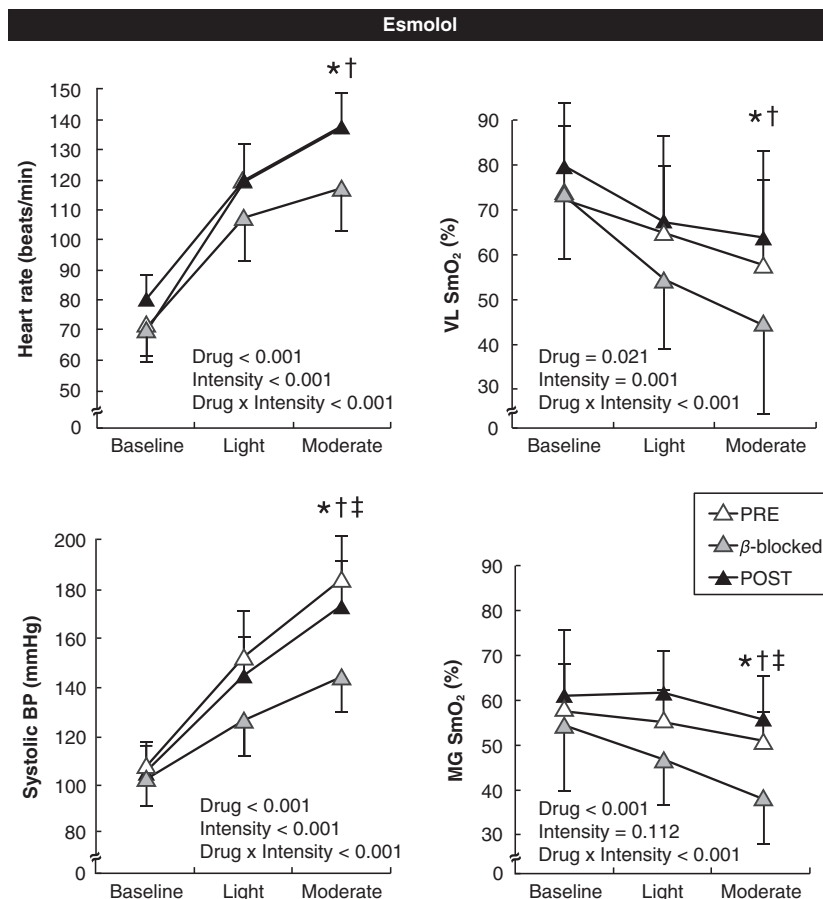 Esmolol
*†
150
140
130
120
110
100
90
80
70
60
50
0
Heart rate (beats/min)
Drug < 0.001
Intensity < 0.001
Drug x Intensity < 0.001
Baseline Light Moderate
*†
90
80
70
60
50
40
30
0
VL SmO₂ (%)
Drug = 0.021
Intensity = 0.001
Drug x Intensity < 0.001
Baseline Light Moderate
*†‡
200
180
160
140
120
100
80
0
Systolic BP (mmHg)
Drug < 0.001
Intensity < 0.001
Drug x Intensity < 0.001
Baseline Light Moderate
PRE
β-blocked
POST
*†‡
90
80
70
60
50
40
30
0
MG SmO₂ (%)
Drug < 0.001
Intensity = 0.112
Drug x Intensity < 0.001
Baseline Light Moderate